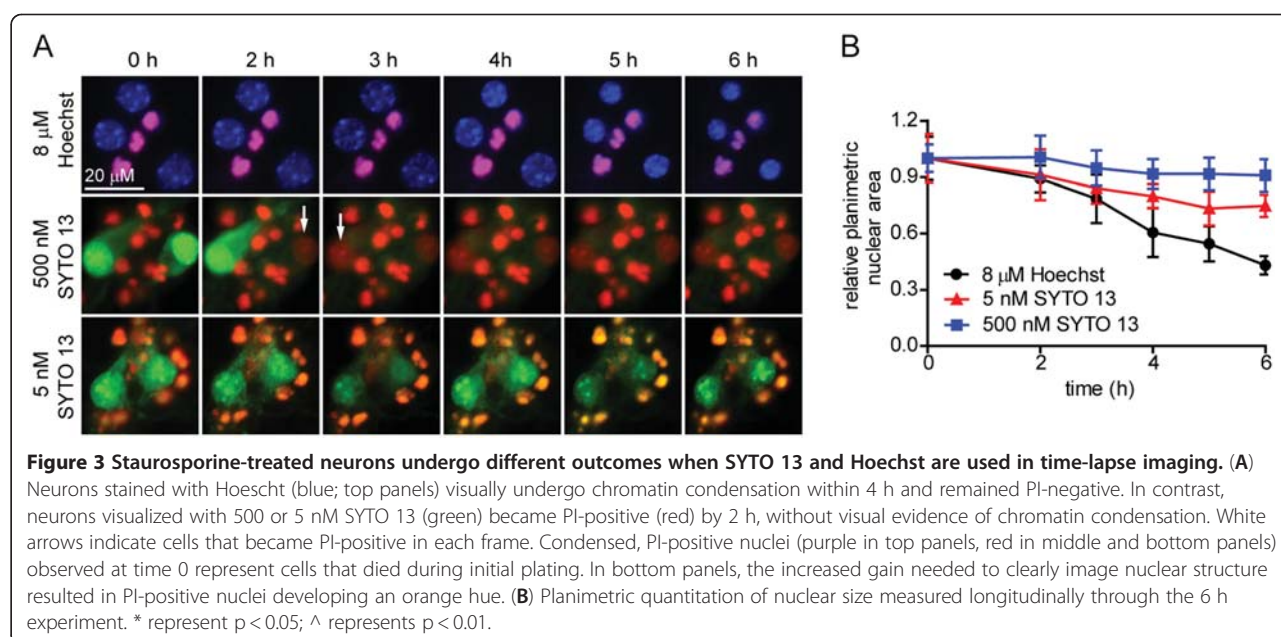 A
0 h 2 h 3 h 4h 5 h 6 h
8 µM
Hoechst
20 µM
500 nM
SYTO 13
5 nM
SYTO 13
B
relative planimetric
nuclear area
1.2
0.9
0.6
0.3
0.0
8 µM Hoechst
5 nM SYTO 13
500 nM SYTO 13
0 2 4 6
time (h)
Figure 3 Staurosporine-treated neurons undergo different outcomes when SYTO 13 and Hoechst are used in time-lapse imaging. (A)
Neurons stained with Hoescht (blue; top panels) visually undergo chromatin condensation within 4 h and remained PI-negative. In contrast,
neurons visualized with 500 or 5 nM SYTO 13 (green) became PI-positive (red) by 2 h, without visual evidence of chromatin condensation. White
arrows indicate cells that became PI-positive in each frame. Condensed, PI-positive nuclei (purple in top panels, red in middle and bottom panels)
observed at time 0 represent cells that died during initial plating. In bottom panels, the increased gain needed to clearly image nuclear structure
resulted in PI-positive nuclei developing an orange hue. (B) Planimetric quantitation of nuclear size measured longitudinally through the 6 h
experiment. * represent p < 0.05; ^ represents p < 0.01.